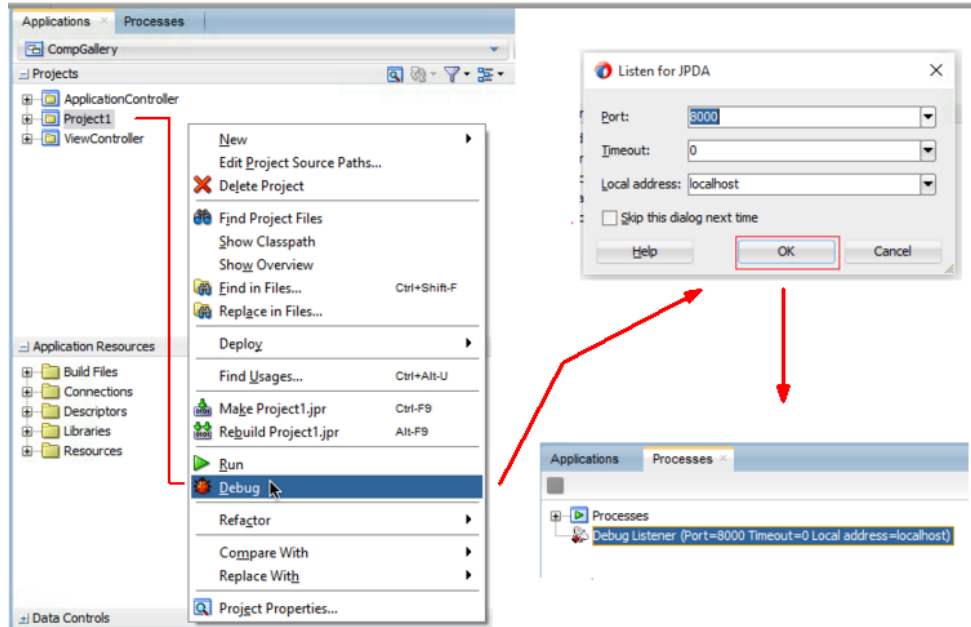 Applications Processes
CompGallery
Projects
ApplicationController
Project1
ViewController
New
Edit Project Source Paths...
Delete Project
Find Project Files
Show Classpath
Show Overview
Find in Files... Ctrl+Shift-F
Replace in Files...
Deploy
Find Usages... Ctrl+Alt-U
Make Project1.jpr Ctrl-F9
Rebuild Project1.jpr Alt-F9
Run
Debug
Refactor
Compare With
Replace With
Project Properties...
Application Resources
Build Files
Connections
Descriptors
Libraries
Resources
Data Controls
Listen for JPDA
Port: 8000
Timeout: 0
Local address: localhost
Skip this dialog next time
Help OK Cancel
Applications Processes
Processes
Debug Listener (Port=8000 Timeout=0 Local address=localhost)